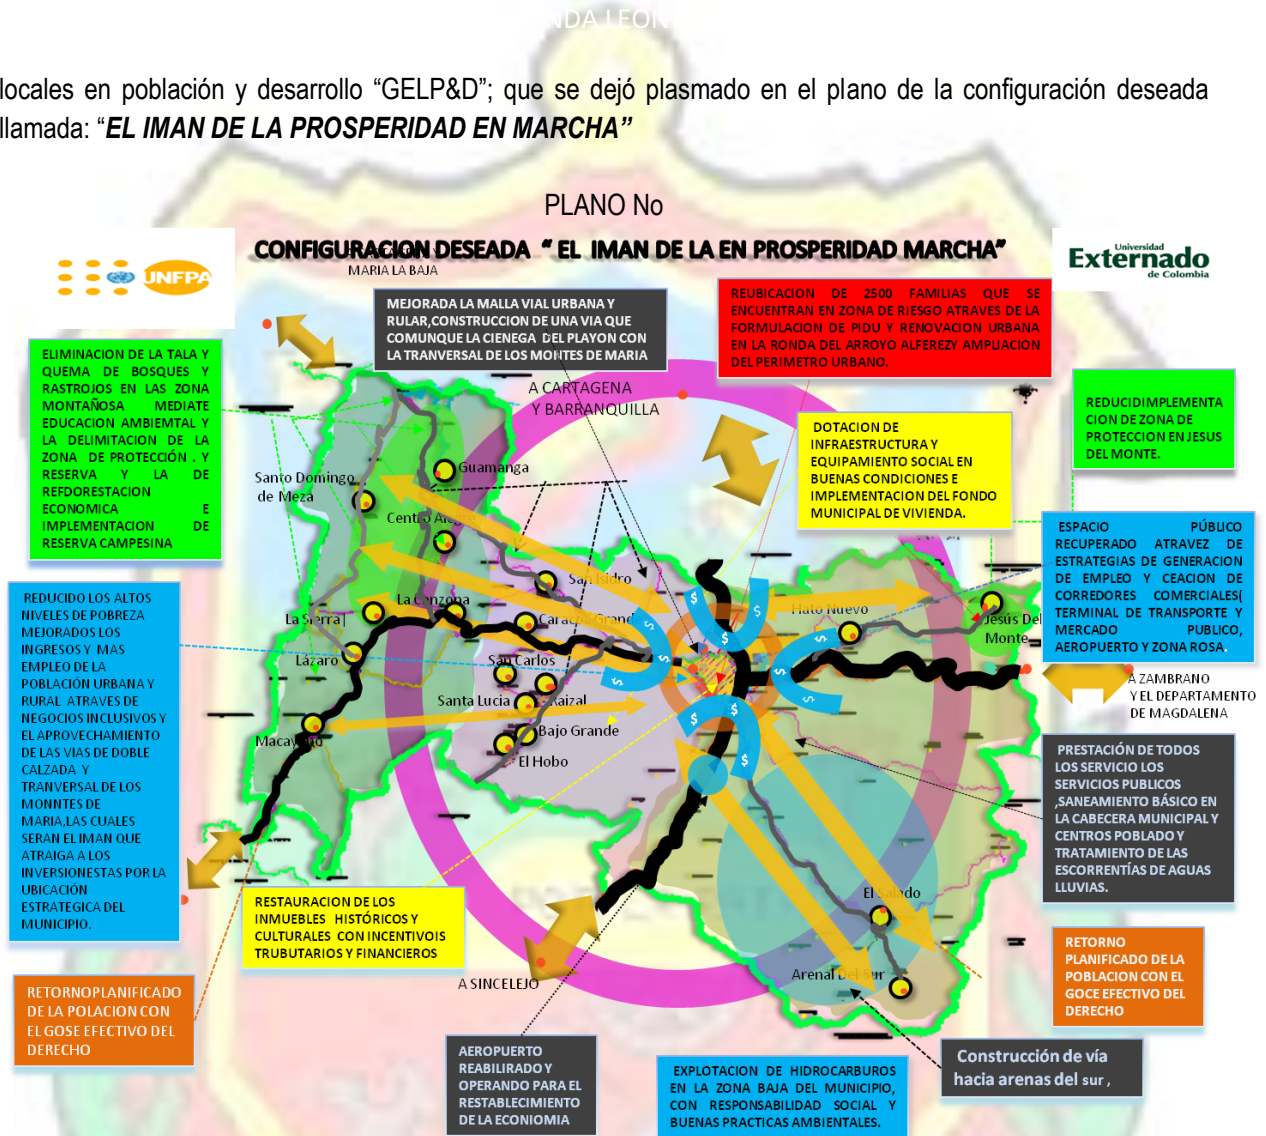 NDA LEON
locales en población y desarrollo “GELP&D”; que se dejó plasmado en el plano de la configuración deseada
llamada: “EL IMAN DE LA PROSPERIDAD EN MARCHA”
PLANO No
CONFIGURACION DESEADA “ EL IMAN DE LA EN PROSPERIDAD MARCHA”
MARIA LA BAJA
UNFPA
Universidad
Externado
de Colombia
MEJORADA LA MALLA VIAL URBANA Y
RULAR,CONSTRUCCION DE UNA VIA QUE
COMUNQUE LA CIENEGA DEL PLAYON CON
LA TRANVERSAL DE LOS MONTES DE MARIA
REUBICACION DE 2500 FAMILIAS QUE SE
ENCUENTRAN EN ZONA DE RIESGO ATRAVES DE LA
FORMULACION DE PIDU Y RENOVACION URBANA
EN LA RONDA DEL ARROYO ALFEREZY AMPLUACION
DEL PERIMETRO URBANO.
ELIMINACION DE LA TALA Y
QUEMA DE BOSQUES Y
RASTROJOS EN LAS ZONA
MONTAÑOSA MEDIATE
EDUCACION AMBIEMTAL Y
LA DELIMITACION DE LA
ZONA DE PROTECCIÓN . Y
RESERVA Y LA DE
REFDORESTACION
ECONOMICA E
IMPLEMENTACION DE
RESERVA CAMPESINA
A CARTAGENA
Y BARRANQUILLA
DOTACION DE
INFRAESTRUCTURA Y
EQUIPAMIENTO SOCIAL EN
BUENAS CONDICIONES E
IMPLEMENTACION DEL FONDO
MUNICIPAL DE VIVIENDA.
REDUCIDIMPLEMENTA
CION DE ZONA DE
PROTECCION EN JESUS
DEL MONTE.
ESPACIO PÚBLICO
RECUPERADO ATRAVEZ DE
ESTRATEGIAS DE GENERACION
DE EMPLEO Y CEACION DE
CORREDORES COMERCIALES(
TERMINAL DE TRANSPORTE Y
MERCADO PUBLICO,
AEROPUERTO Y ZONA ROSA.
Guamanga
Santo Domingo
de Meza
Centro Alegre
San Isidro
La Canzona
La Sierra|
Caracoli Grande
Hato Nuevo
Jesús Del
Monte
Lázaro
San Carlos
Santa Lucia
Raizal
Bajo Grande
El Hobo
Macayepo
REDUCIDO LOS ALTOS
NIVELES DE POBREZA
MEJORADOS LOS
INGRESOS Y MAS
EMPLEO DE LA
POBLACIÓN URBANA Y
RURAL ATRAVES DE
NEGOCIOS INCLUSIVOS Y
EL APROVECHAMIENTO
DE LAS VIAS DE DOBLE
CALZADA Y
TRANVERSAL DE LOS
MONNTES DE
MARIA,LAS CUALES
SERAN EL IMAN QUE
ATRAIGA A LOS
INVERSIONESTAS POR LA
UBICACIÓN
ESTRATEGICA DEL
MUNICIPIO.
A ZAMBRANO
Y EL DEPARTAMENTO
DE MAGDALENA
PRESTACIÓN DE TODOS
LOS SERVICIO LOS
SERVICIOS PUBLICOS
,SANEAMIENTO BÁSICO EN
LA CABECERA MUNICIPAL Y
CENTROS POBLADO Y
TRATAMIENTO DE LAS
ESCORRENTÍAS DE AGUAS
LLUVIAS.
$
$
$
$
$
$
$
$
$
RESTAURACION DE LOS
INMUEBLES HISTÓRICOS Y
CULTURALES CON INCENTIVOIS
TRUBUTARIOS Y FINANCIEROS
El Salado
Arenal Del Sur
A SINCELEJO
RETORNO
PLANIFICADO DE LA
POBLACION CON EL
GOCE EFECTIVO DEL
DERECHO
RETORNOPLANIFICADO
DE LA POLACION CON
EL GOSE EFECTIVO DEL
DERECHO
AEROPUERTO
REABILIRADO Y
OPERANDO PARA EL
RESTABLECIMIENTO
DE LA ECONIOMIA
EXPLOTACION DE HIDROCARBUROS
EN LA ZONA BAJA DEL MUNICIPIO,
CON RESPONSABILIDAD SOCIAL Y
BUENAS PRACTICAS AMBIENTALES.
Construcción de vía
hacia arenas del sur ,